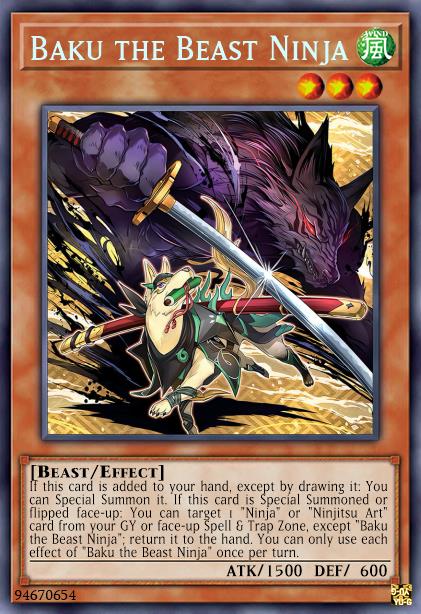 BAKU THE BEAST NINJA
WIND
風
[BEAST/EFFECT]
If this card is added to your hand, except by drawing it: You
can Special Summon it. If this card is Special Summoned or
flipped face-up: You can target 1 "Ninja" or "Ninjitsu Art"
card from your GY or face-up Spell & Trap Zone, except "Baku
the Beast Ninja"; return it to the hand. You can only use each
effect of "Baku the Beast Ninja" once per turn.
ATK/1500 DEF/ 600
94670654